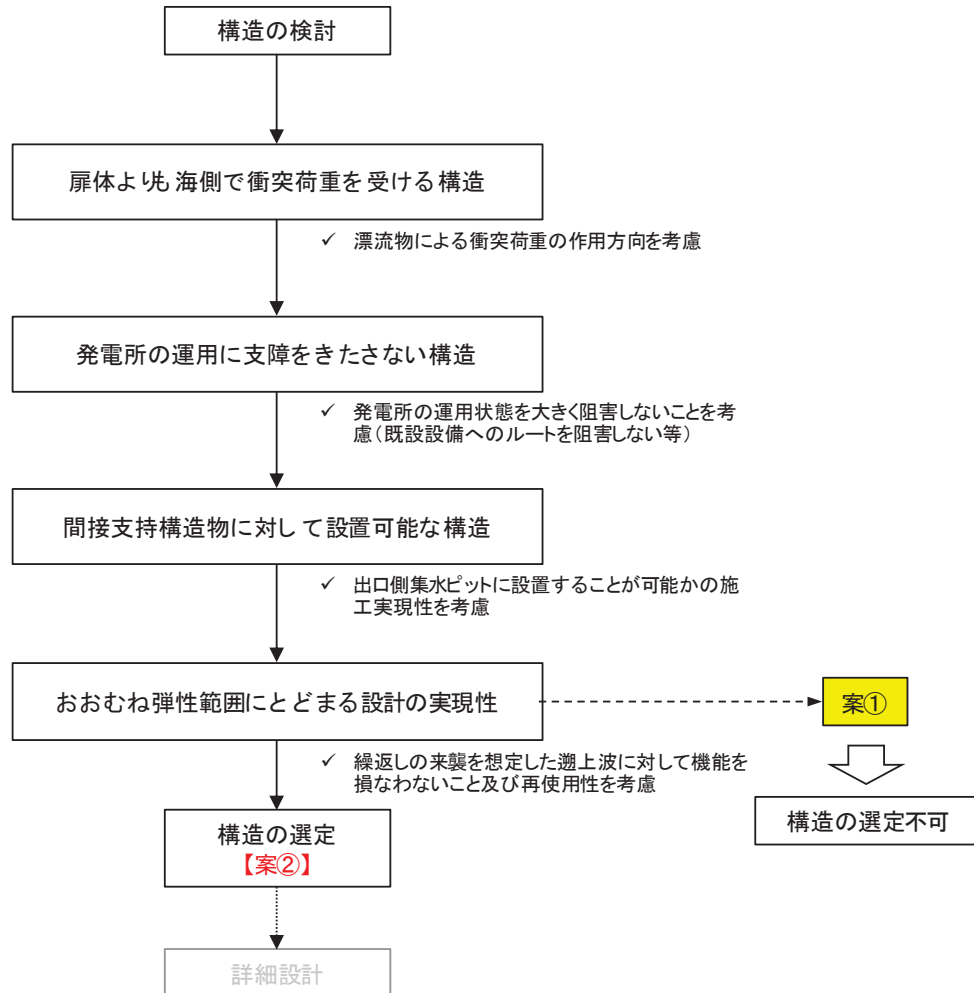 構造の検討
扉体よりも海側で衝突荷重を受ける構造
✓ 漂流物による衝突荷重の作用方向を考慮
発電所の運用に支障をきたさない構造
✓ 発電所の運用状態を大きく阻害しないことを考
慮(既設設備へのルートを阻害しない等)
間接支持構造物に対して設置可能な構造
✓ 出口側集水ピットに設置することが可能かの施
工実現性を考慮
おおむね弾性範囲にとどまる設計の実現性
案①
✓ 繰返しの来襲を想定した遡上波に対して機能を
損なわないこと及び再使用性を考慮
構造の選定不可
構造の選定
【案②】
詳細設計